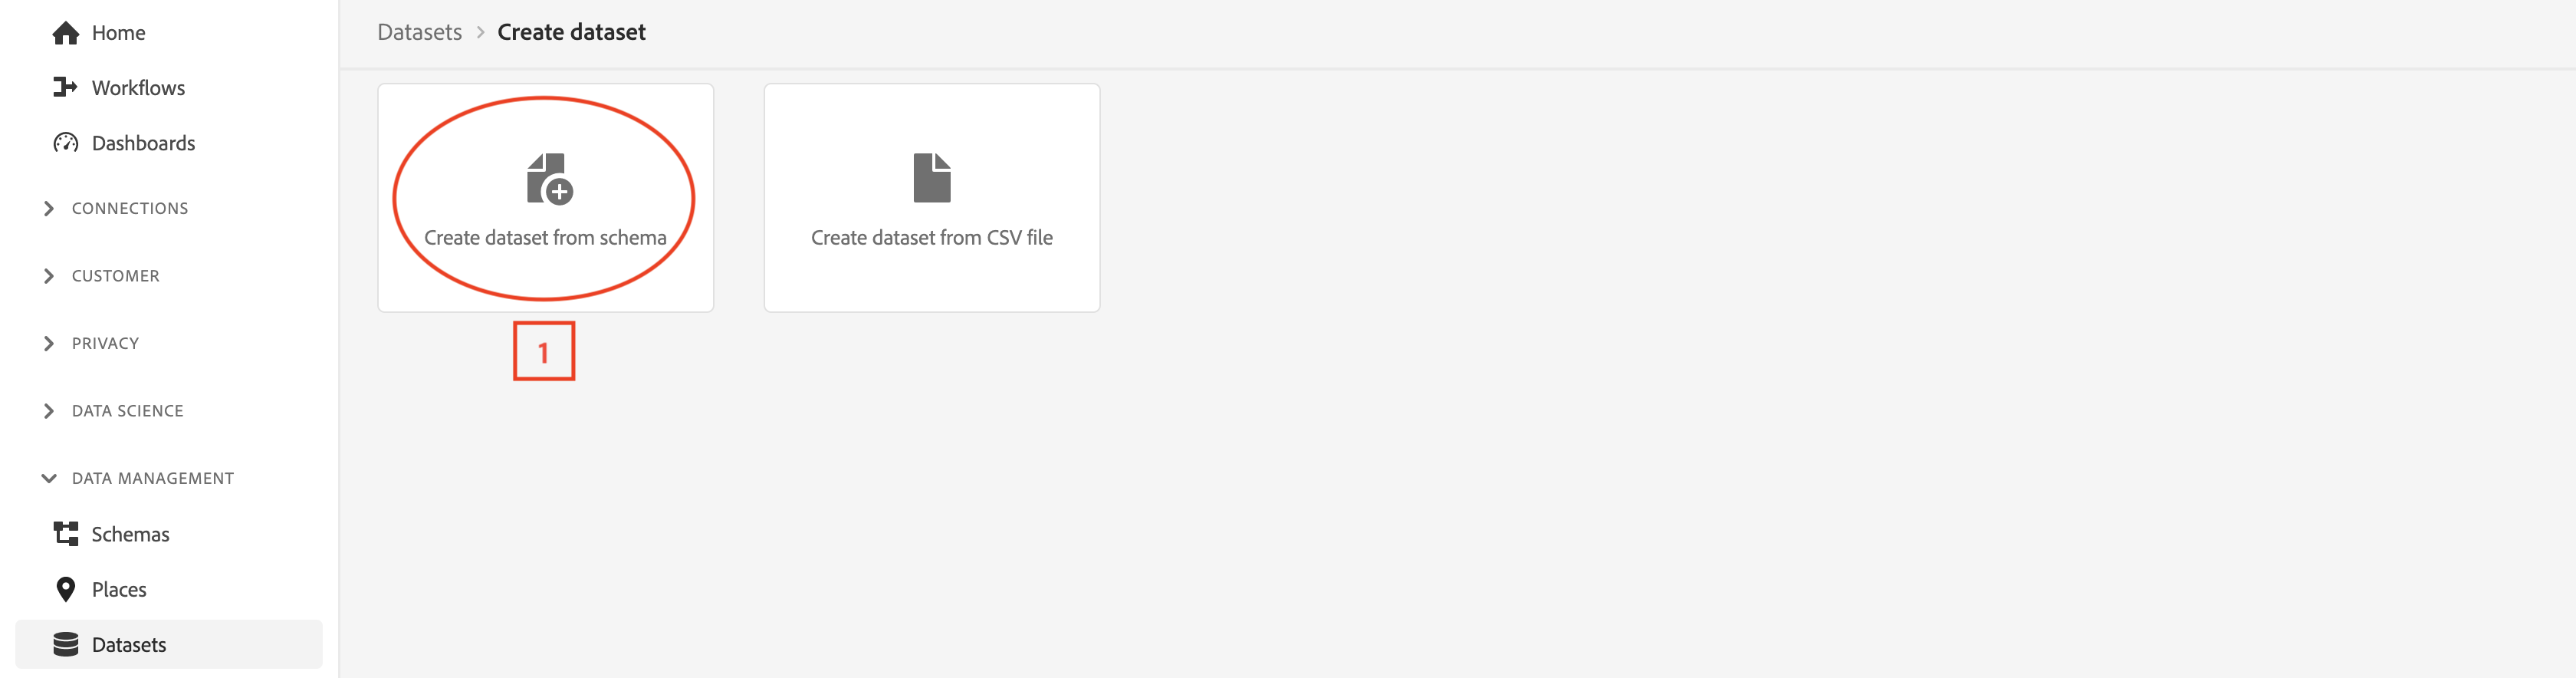 Home
Workflows
Dashboards
CONNECTIONS
CUSTOMER
PRIVACY
DATA SCIENCE
DATA MANAGEMENT
Schemas
Places
Datasets
Datasets > Create dataset
Create dataset from schema
1
Create dataset from CSV file